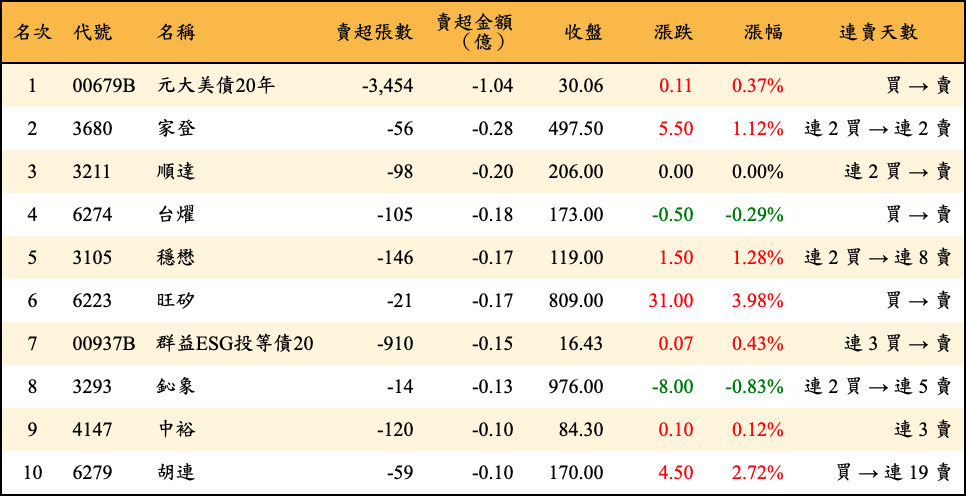 名次 代號 名稱 賣超張數 賣超金額（億） 收盤 漲跌 漲幅 連賣天數
1 00679B 元大美債20年 -3,454 -1.04 30.06 0.11 0.37% 買 → 賣
2 3680 家登 -56 -0.28 497.50 5.50 1.12% 連 2 買 → 連 2 賣
3 3211 順達 -98 -0.20 206.00 0.00 0.00% 連 2 買 → 賣
4 6274 台燿 -105 -0.18 173.00 -0.50 -0.29% 買 → 賣
5 3105 穩懋 -146 -0.17 119.00 1.50 1.28% 連 2 買 → 連 8 賣
6 6223 旺矽 -21 -0.17 809.00 31.00 3.98% 買 → 賣
7 00937B 群益ESG投等債20 -910 -0.15 16.43 0.07 0.43% 連 3 買 → 賣
8 3293 鈊象 -14 -0.13 976.00 -8.00 -0.83% 連 2 買 → 連 5 賣
9 4147 中裕 -120 -0.10 84.30 0.10 0.12% 連 3 賣
10 6279 胡連 -59 -0.10 170.00 4.50 2.72% 買 → 連 19 賣